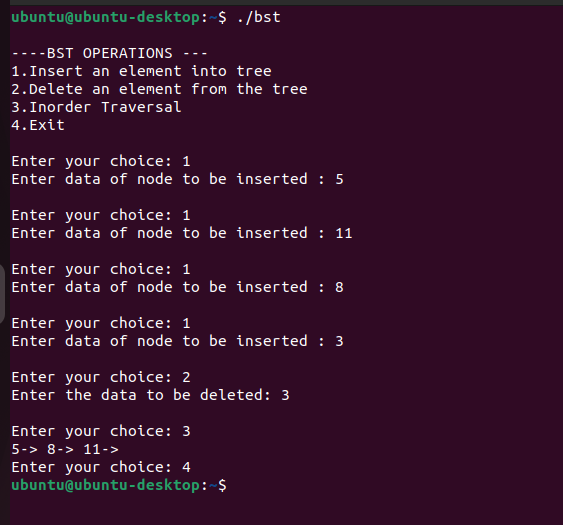 ubuntu@ubuntu-desktop:~$ ./bst
----BST OPERATIONS ---
1.Insert an element into tree
2.Delete an element from the tree
3.Inorder Traversal
4.Exit
Enter your choice: 1
Enter data of node to be inserted : 5
Enter your choice: 1
Enter data of node to be inserted : 11
Enter your choice: 1
Enter data of node to be inserted : 8
Enter your choice: 1
Enter data of node to be inserted : 3
Enter your choice: 2
Enter the data to be deleted: 3
Enter your choice: 3
5-> 8-> 11->
Enter your choice: 4
ubuntu@ubuntu-desktop:~$